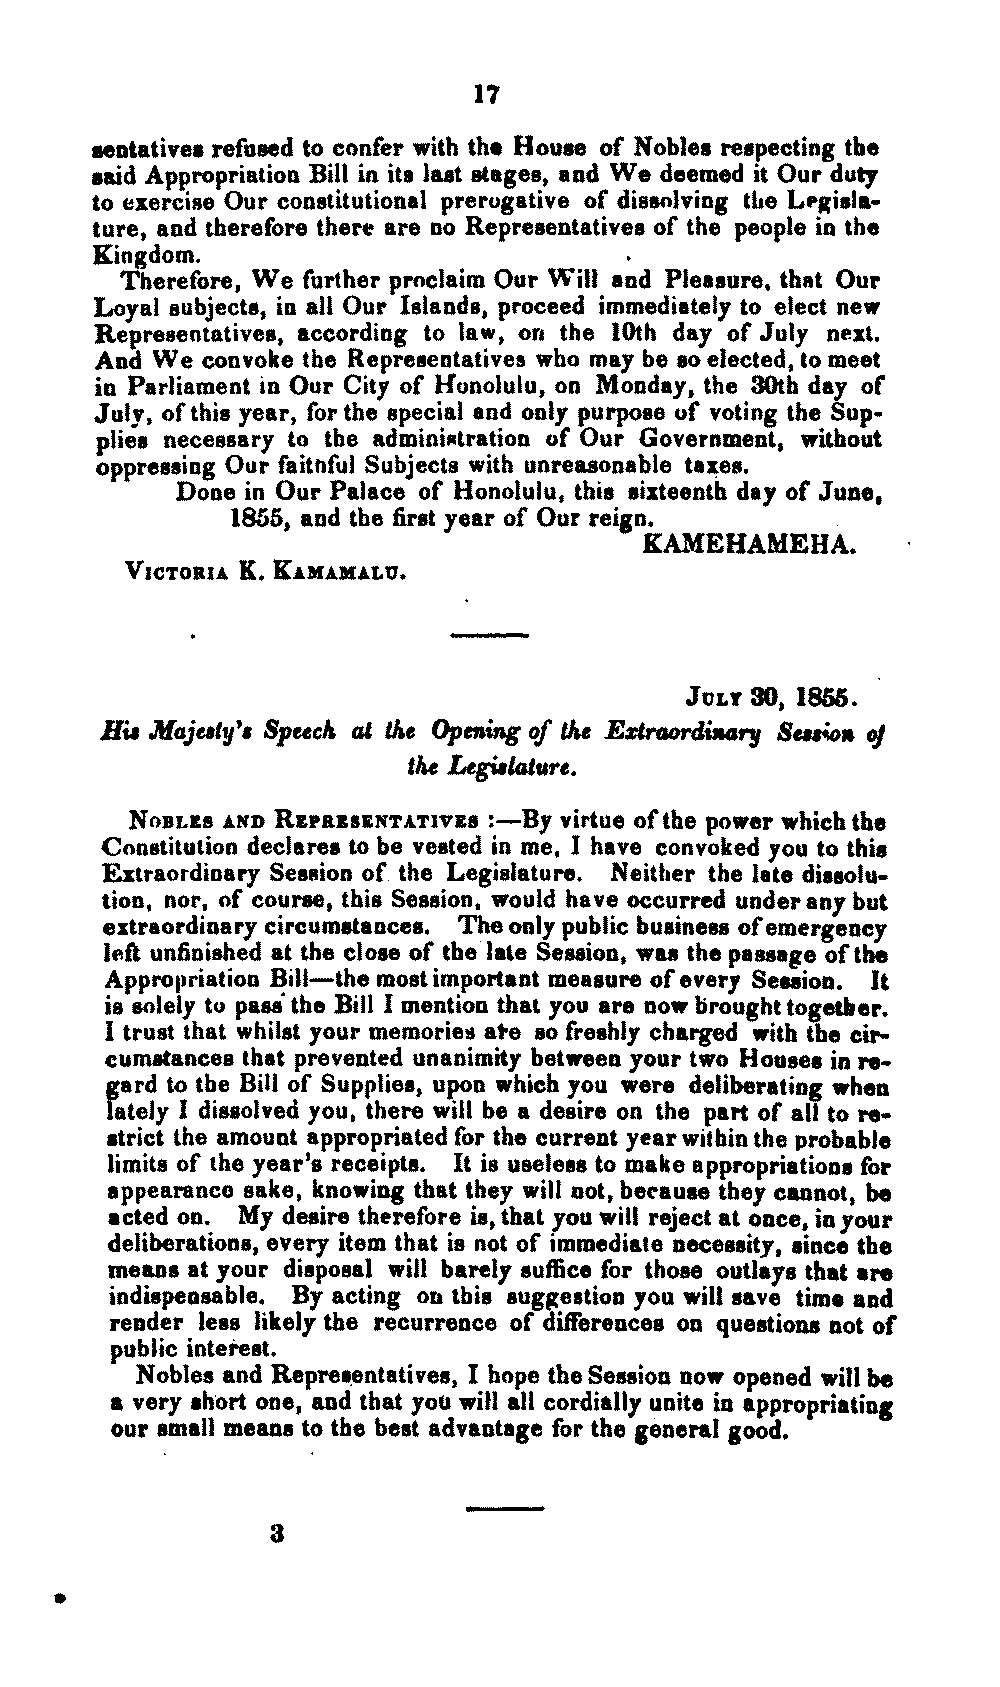 17
sentatives refused to confer with the House of Nobles respecting the
said Appropriation Bill in its last stages, and We deemed it Our duty
to exercise Our constitutional prerogative of dissolving the Legisla-
ture, and therefore there are no Representatives of the people in the
Kingdom.
Therefore, We further proclaim Our Will and Pleasure, that Our
Loyal subjects, in all Our Islands, proceed immediately to elect new
Representatives, according to law, on the 10th day of July next.
And We convoke the Representatives who may be so elected, to meet
in Parliament in Our City of Honolulu, on Monday, the 30th day of
July, of this year, for the special and only purpose of voting the Sup-
plies necessary to the administration of Our Government, without
oppressing Our faithful Subjects with unreasonable taxes.
Done in Our Palace of Honolulu, this sixteenth day of June,
1855, and the first year of Our reign.
KAMEHAMEHA.
VICTORIA K. KAMAMALU.
JULY 30, 1855.
His Majesty's Speech at the Opening of the Extraordinary Session of
the Legislature.
NOBLES AND REPRESENTATIVES :—By virtue of the power which the
Constitution declares to be vested in me, I have convoked you to this
Extraordinary Session of the Legislature. Neither the late dissolu-
tion, nor, of course, this Session, would have occurred under any but
extraordinary circumstances. The only public business of emergency
left unfinished at the close of the late Session, was the passage of the
Appropriation Bill—the most important measure of every Session. It
is solely to pass the Bill I mention that you are now brought together.
I trust that whilst your memories are so freshly charged with the cir-
cumstances that prevented unanimity between your two Houses in re-
gard to the Bill of Supplies, upon which you were deliberating when
lately I dissolved you, there will be a desire on the part of all to re-
strict the amount appropriated for the current year within the probable
limits of the year's receipts. It is useless to make appropriations for
appearance sake, knowing that they will not, because they cannot, be
acted on. My desire therefore is, that you will reject at once, in your
deliberations, every item that is not of immediate necessity, since the
means at your disposal will barely suffice for those outlays that are
indispensable. By acting on this suggestion you will save time and
render less likely the recurrence of differences on questions not of
public interest.
Nobles and Representatives, I hope the Session now opened will be
a very short one, and that you will all cordially unite in appropriating
our small means to the best advantage for the general good.
3